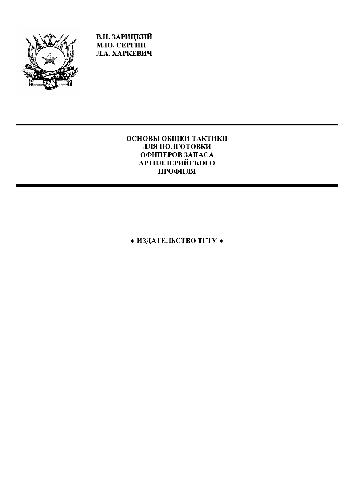 В.Н. ЗАРИЦКИЙ
М.Ю. СЕРГИН
Л.А. ХАРКЕВИЧ
ОСНОВЫ ОБЩЕЙ ТАКТИКИ
ДЛЯ ПОДГОТОВКИ
ОФИЦЕРОВ ЗАПАСА
АРТИЛЛЕРИЙСКОГО
ПРОФИЛЯ
♦ ИЗДАТЕЛЬСТВО ТГТУ ♦